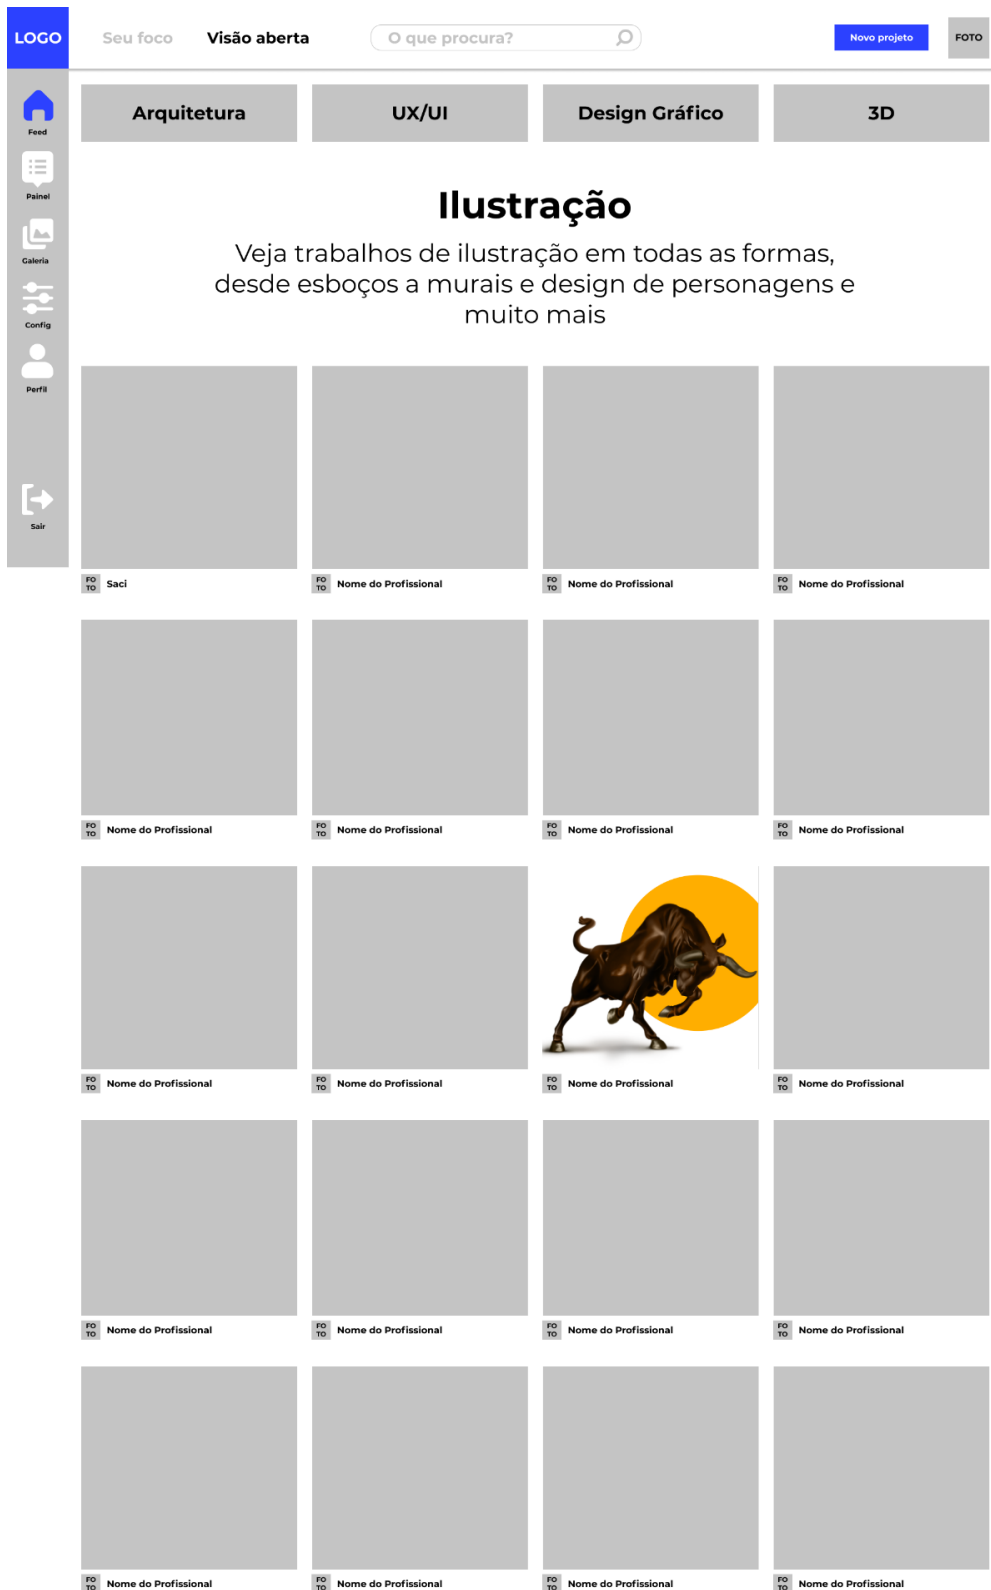 LOGO
Seu foco
Visão aberta
O que procura?
Novo projeto
FOTO
Feed
Painel
Galeria
Config
Perfil
Sair
Arquitetura
UX/UI
Design Gráfico
3D
Ilustração
Veja trabalhos de ilustração em todas as formas,
desde esboços a murais e design de personagens e
muito mais
FO
TO
Saci
FO
TO
Nome do Profissional
FO
TO
Nome do Profissional
FO
TO
Nome do Profissional
FO
TO
Nome do Profissional
FO
TO
Nome do Profissional
FO
TO
Nome do Profissional
FO
TO
Nome do Profissional
FO
TO
Nome do Profissional
FO
TO
Nome do Profissional
FO
TO
Nome do Profissional
FO
TO
Nome do Profissional
FO
TO
Nome do Profissional
FO
TO
Nome do Profissional
FO
TO
Nome do Profissional
FO
TO
Nome do Profissional
FO
TO
Nome do Profissional
FO
TO
Nome do Profissional
FO
TO
Nome do Profissional
FO
TO
Nome do Profissional